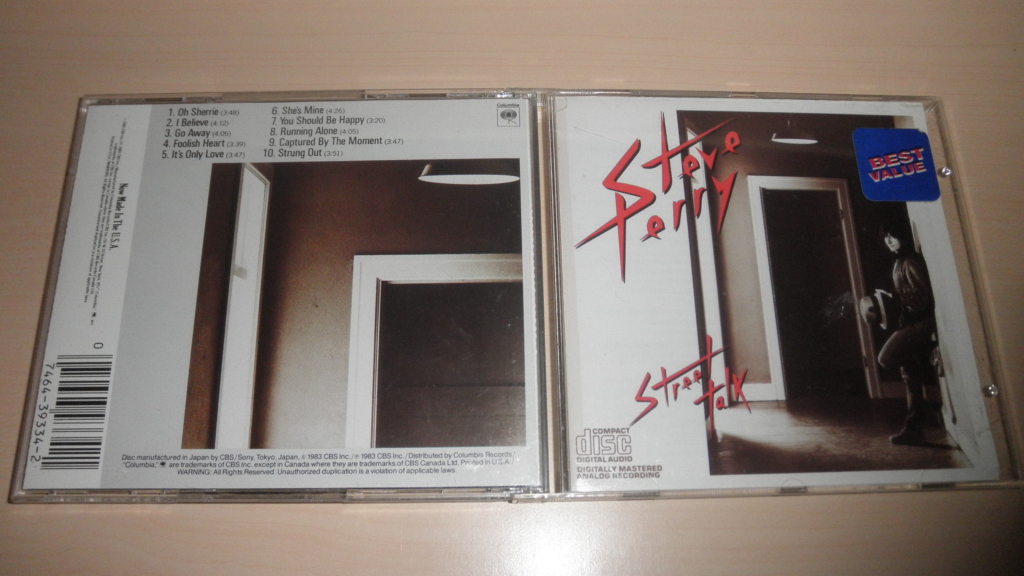 1. Oh Sherrie (3:48)
2. I Believe (4:12)
3. Go Away (4:05)
4. Foolish Heart (3:39)
5. It's Only Love (3:47)
6. She's Mine (4:26)
7. You Should Be Happy (3:20)
8. Running Alone (4:05)
9. Captured By The Moment (3:47)
10. Strung Out (3:51)
Columbia
Now Made In The U.S.A.
0
7464-39334-2
Disc manufactured in Japan by CBS/Sony, Tokyo, Japan. ℗ 1983 CBS Inc./© 1983 CBS Inc./Distributed by Columbia Records/
"Columbia," are trademarks of CBS Inc. except in Canada where they are trademarks of CBS Canada Ltd. Printed in U.S.A.
WARNING: All Rights Reserved. Unauthorized duplication is a violation of applicable laws.
Steve
Perry
BEST
VALUE
Street
Talk
COMPACT
disc
DIGITAL AUDIO
DIGITALLY MASTERED
ANALOG RECORDING